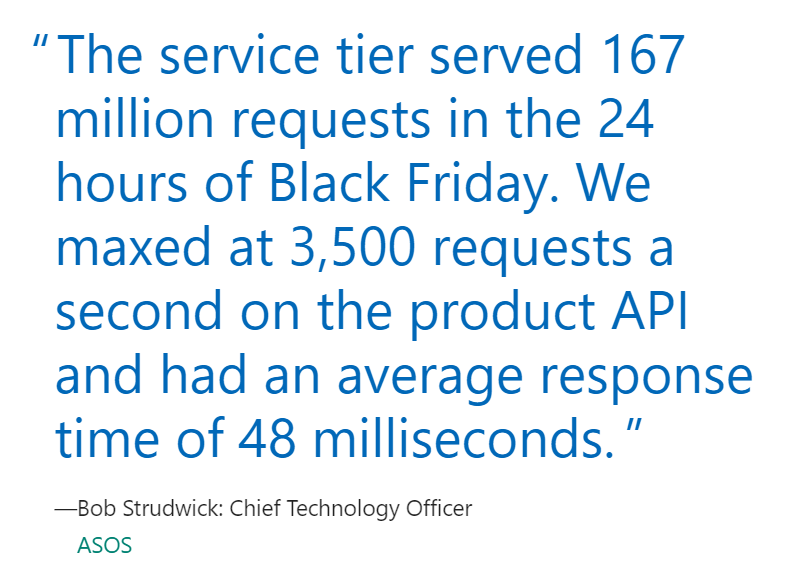 “The service tier served 167
million requests in the 24
hours of Black Friday. We
maxed at 3,500 requests a
second on the product API
and had an average response
time of 48 milliseconds.”
—Bob Strudwick: Chief Technology Officer
ASOS